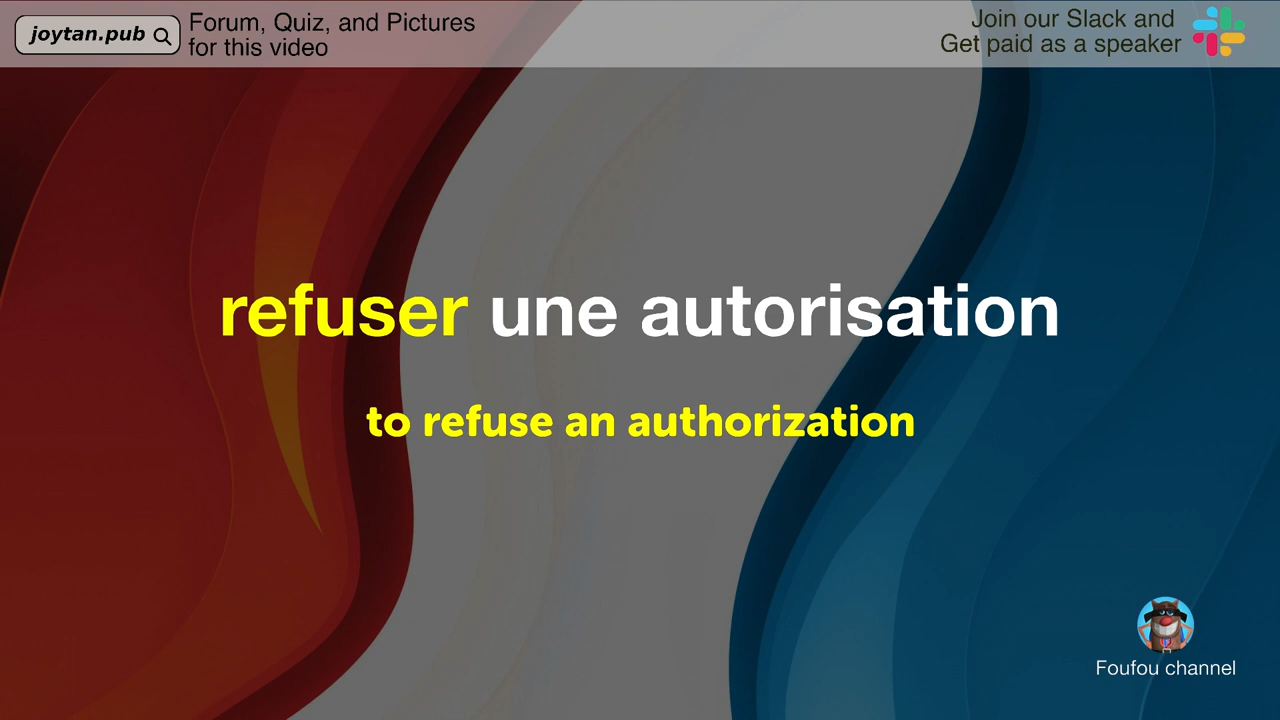 joytan.pub
Forum, Quiz, and Pictures
for this video
Join our Slack and
Get paid as a speaker
refuser une autorisation
to refuse an authorization
Foufou channel